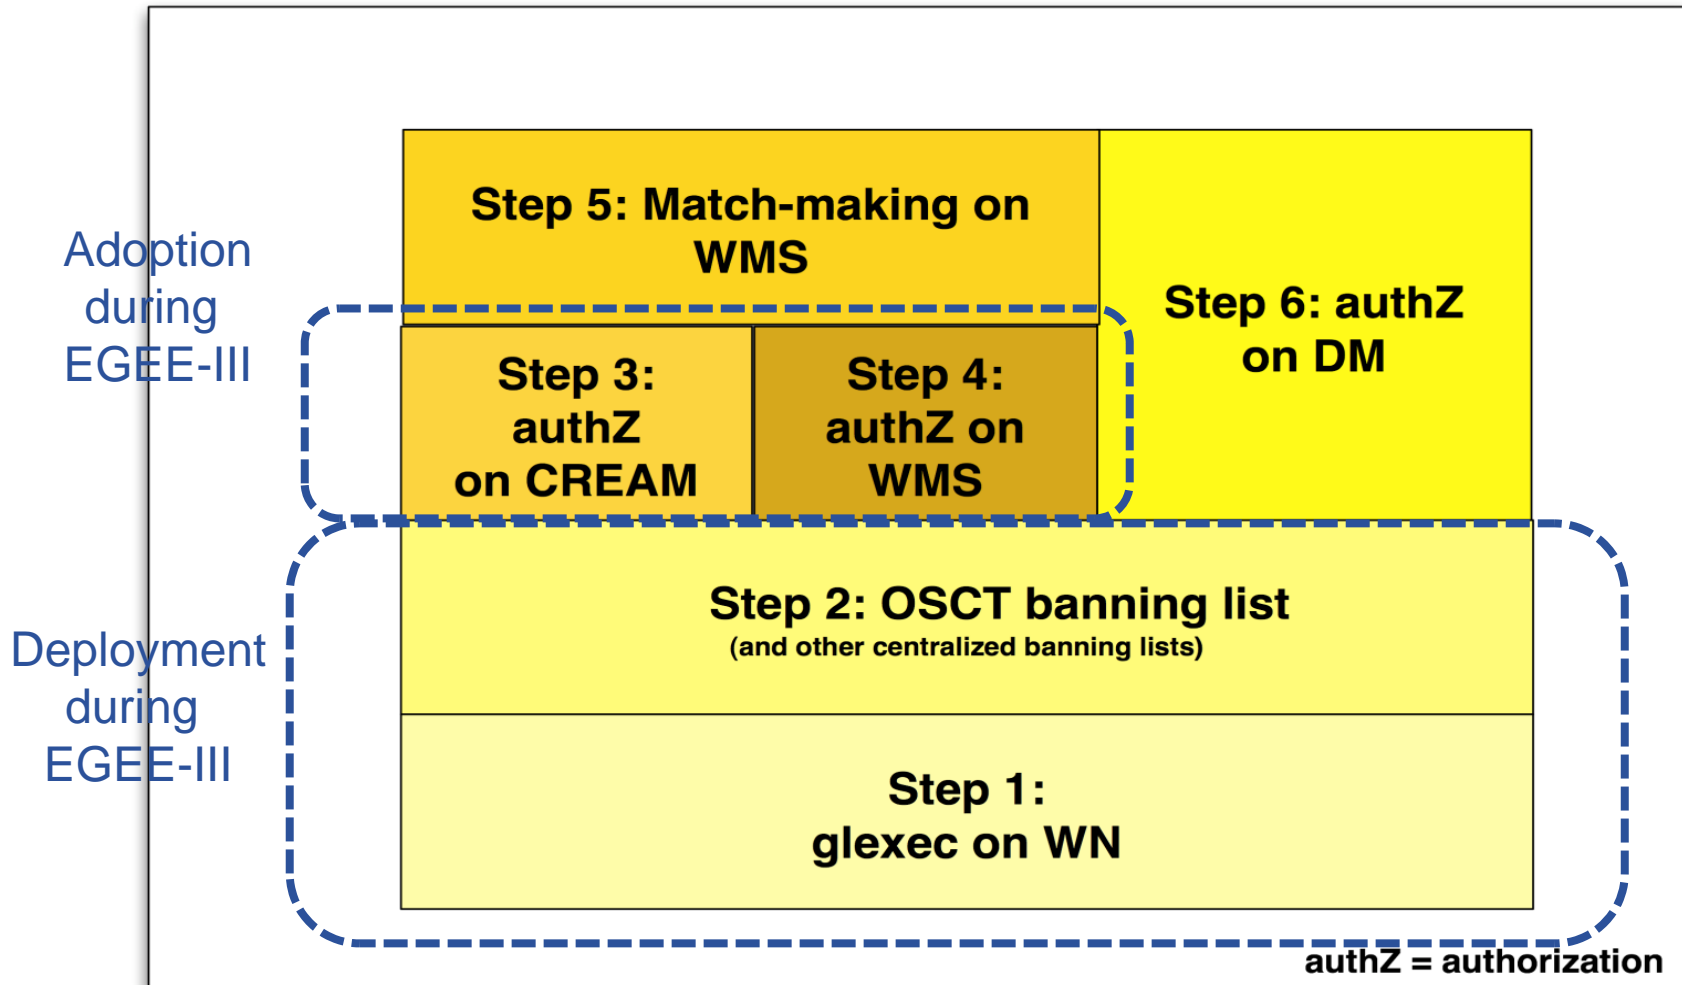 Step 5: Match-making on
WMS
Adoption
during
EGEE-III
Step 6: authZ
on DM
Step 3:
authZ
on CREAM
Step 4:
authZ on
WMS
Step 2: OSCT banning list
(and other centralized banning lists)
Deployment
during
EGEE-III
Step 1:
glexec on WN
authZ = authorization